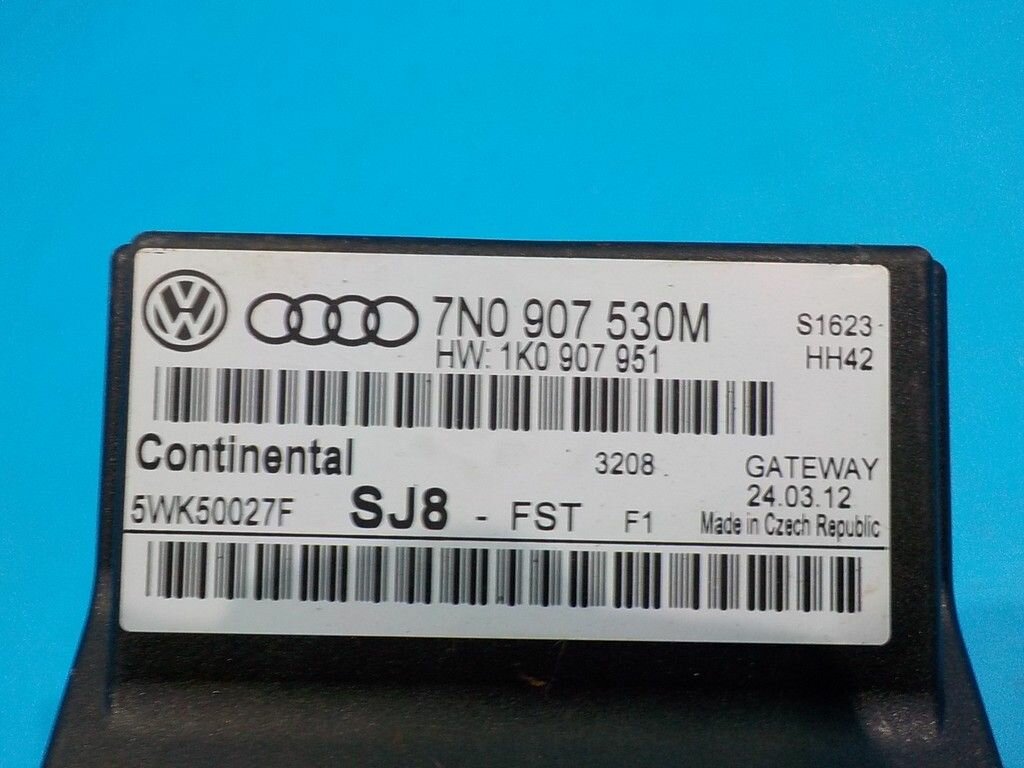 7N0 907 530M S1623
HW: 1K0 907 951 HH42
Continental 3208 GATEWAY
24.03.12
5WK50027F SJ8 - FST F1 Made in Czech Republic